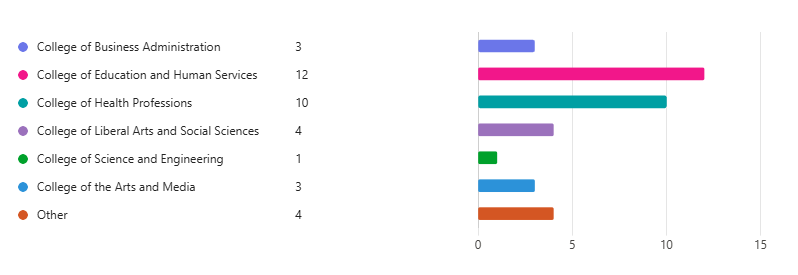 College of Business Administration 3
College of Education and Human Services 12
College of Health Professions 10
College of Liberal Arts and Social Sciences 4
College of Science and Engineering 1
College of the Arts and Media 3
Other 4
0 5 10 15